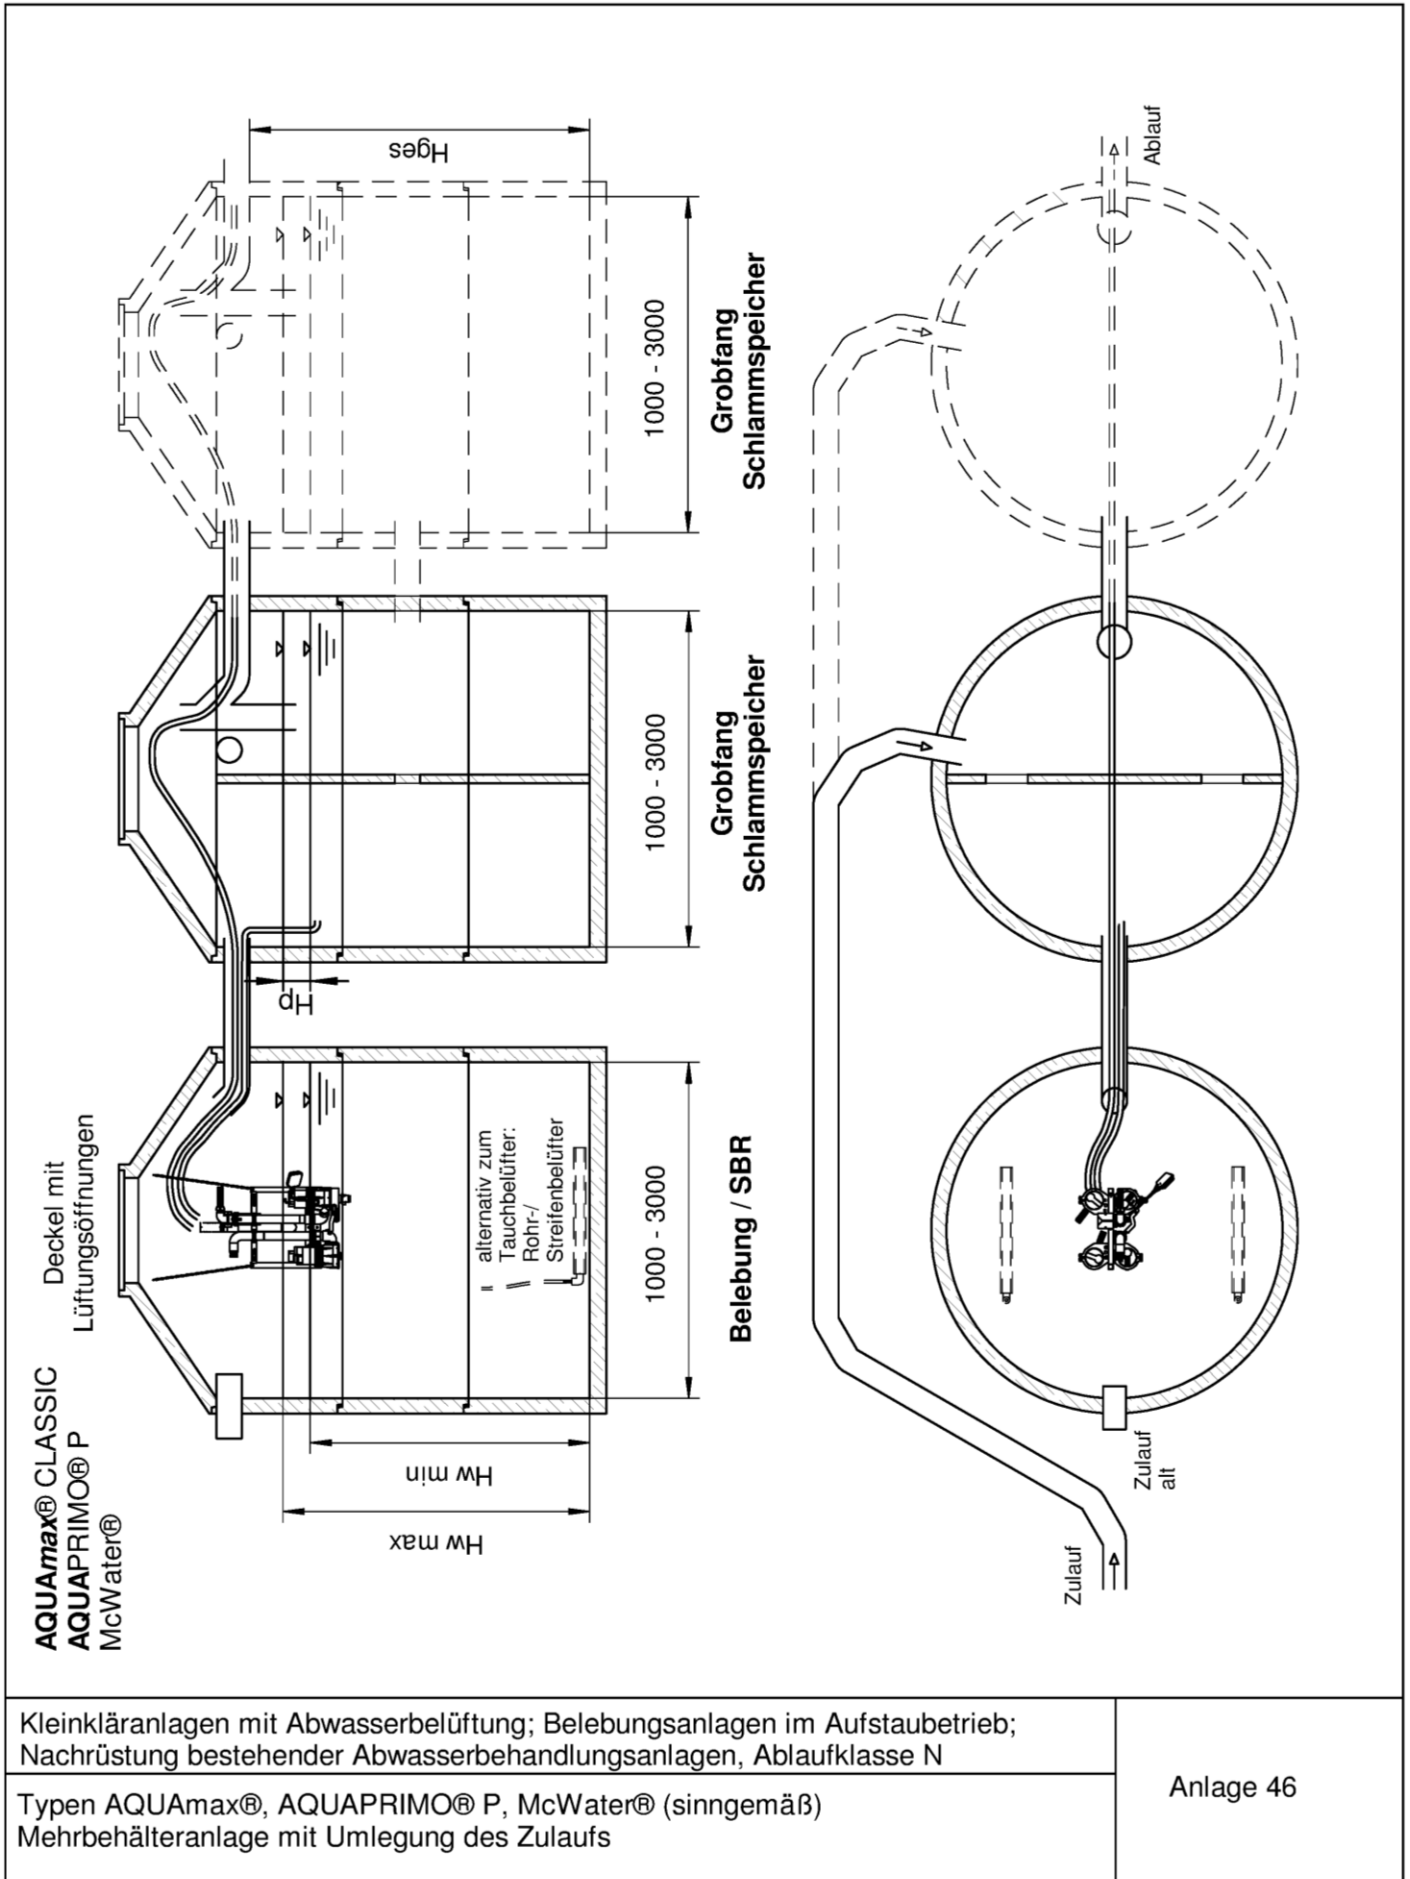 AQUAmax® CLASSIC
AQUAPRIMO® P
McWater®
Deckel mit
Lüftungsöffnungen
Hges
Hp
Hw min
Hw max
alternativ zum
Tauchbelüfter:
Rohr-/
Streifenbelüfter
1000 - 3000
1000 - 3000
1000 - 3000
Belebung / SBR
Grobfang
Schlammspeicher
Grobfang
Schlammspeicher
Zulauf
Zulauf
alt
Ablauf
Kleinkläranlagen mit Abwasserbelüftung; Belebungsanlagen im Aufstaubetrieb;
Nachrüstung bestehender Abwasserbehandlungsanlagen, Ablaufklasse N
Typen AQUAmax®, AQUAPRIMO® P, McWater® (sinngemäß)
Mehrbehälteranlage mit Umlegung des Zulaufs
Anlage 46